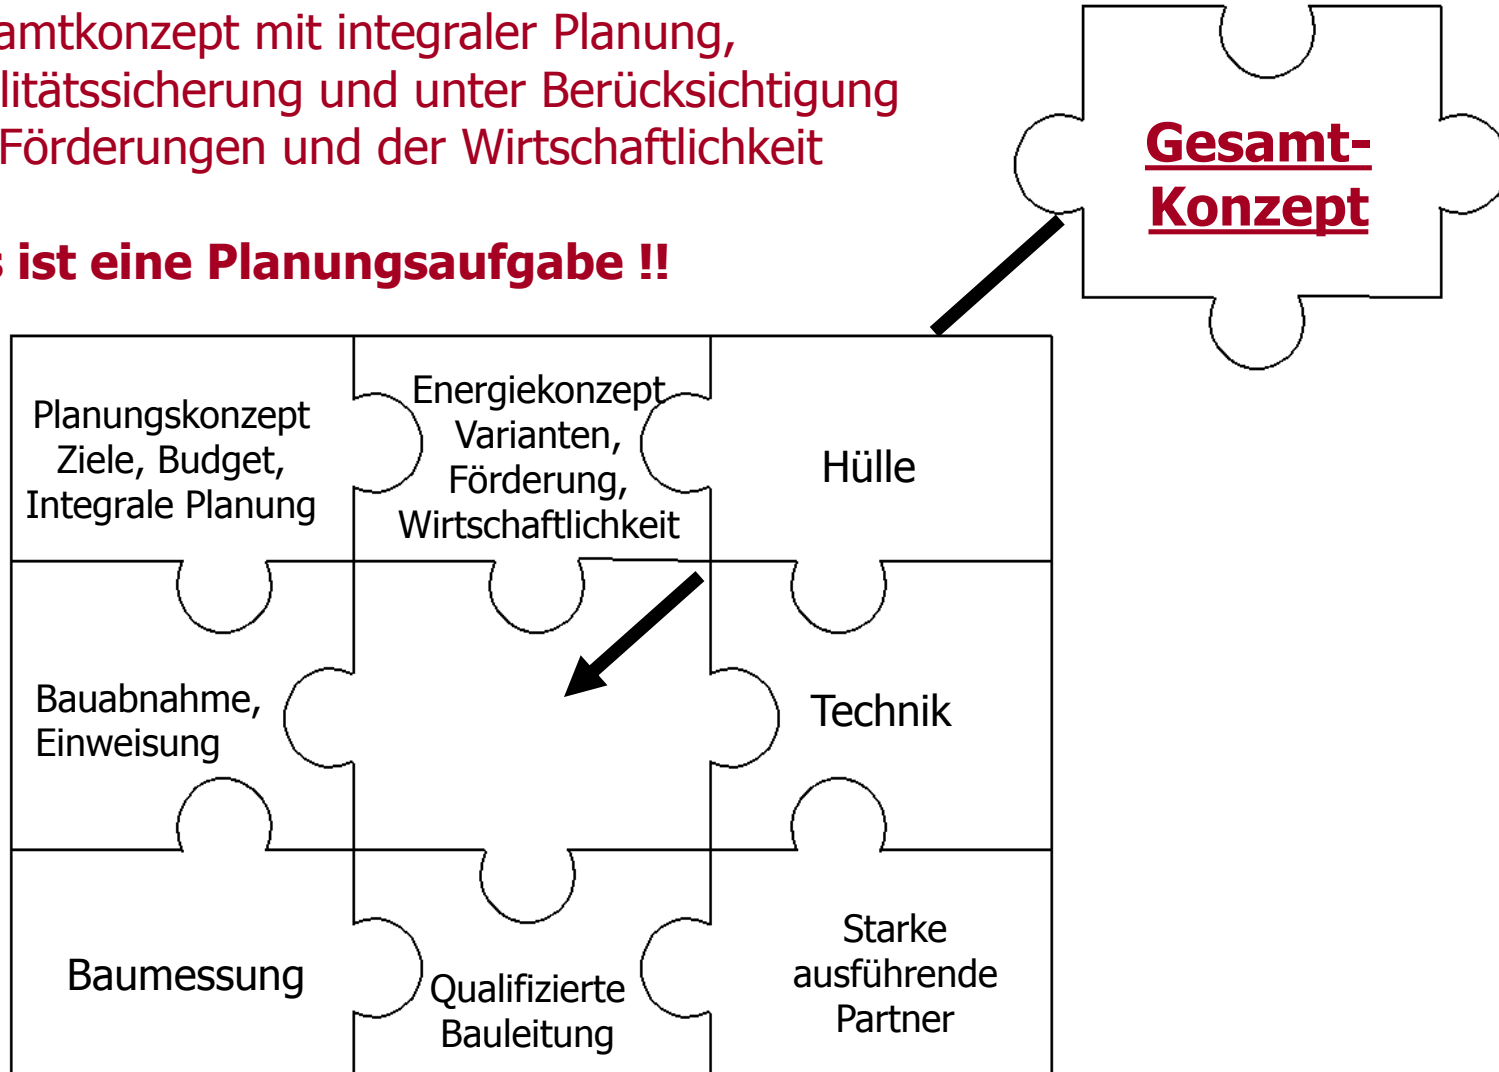 amtkonzept mit integraler Planung,
litätssicherung und unter Berücksichtigung
Förderungen und der Wirtschaftlichkeit
s ist eine Planungsaufgabe !!
Gesamt-
Konzept
Planungskonzept
Ziele, Budget,
Integrale Planung
Energiekonzept
Varianten,
Förderung,
Wirtschaftlichkeit
Hülle
Bauabnahme,
Einweisung
Technik
Baumessung
Qualifizierte
Bauleitung
Starke
ausführende
Partner